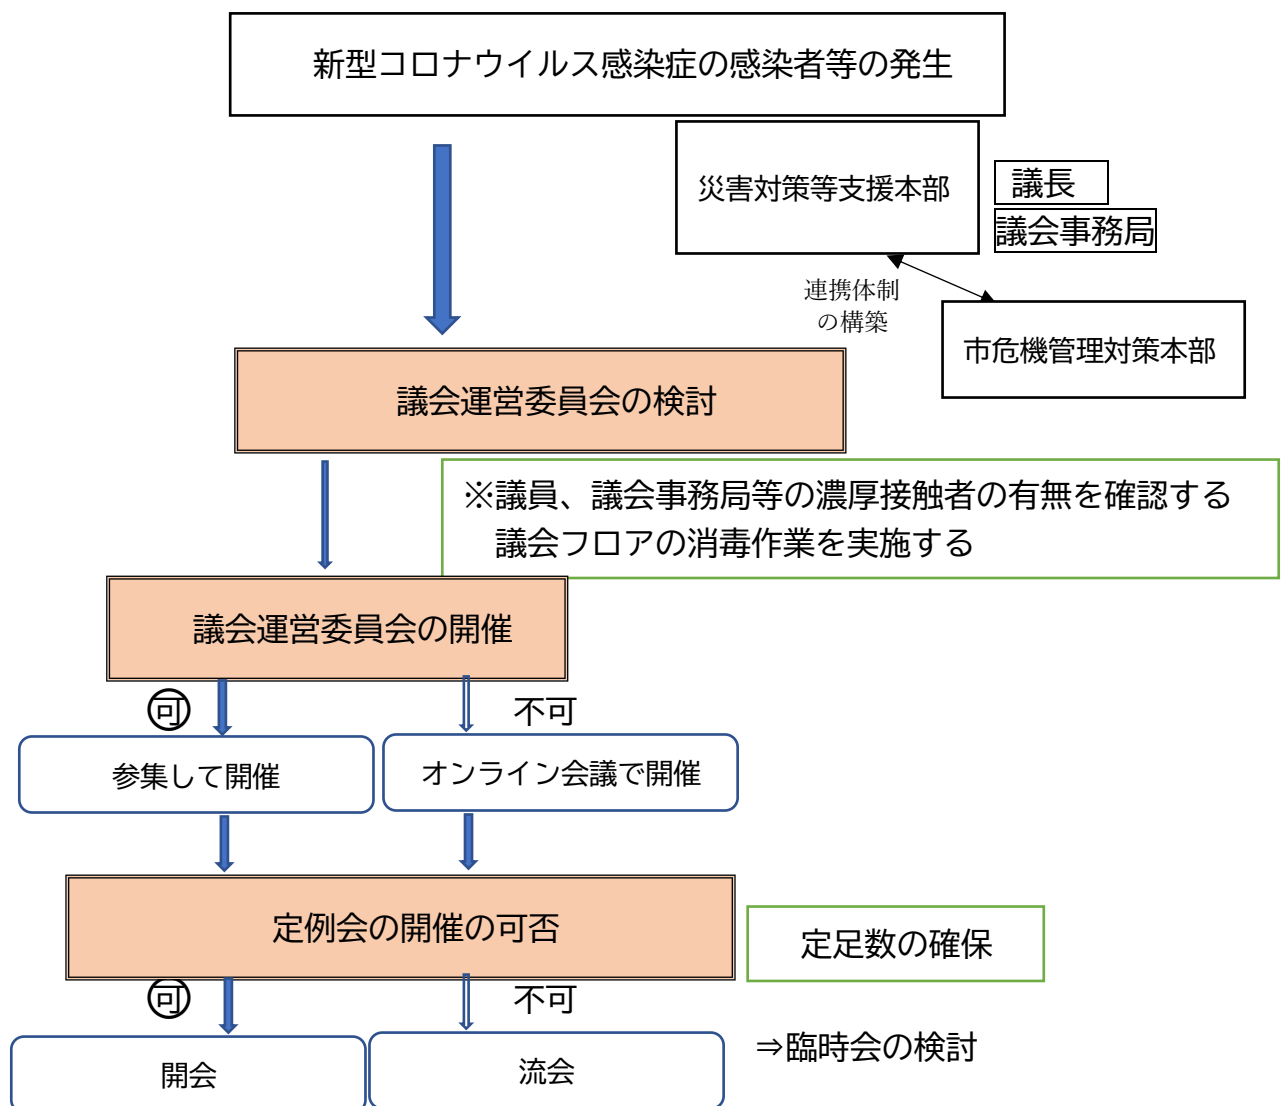 新型コロナウイルス感染症の感染者等の発生
災害対策等支援本部
議長
議会事務局
連携体制
の構築
市危機管理対策本部
議会運営委員会の検討
※議員、議会事務局等の濃厚接触者の有無を確認する
議会フロアの消毒作業を実施する
議会運営委員会の開催
可
不可
参集して開催
オンライン会議で開催
定例会の開催の可否
定足数の確保
可
不可
⇒臨時会の検討
開会
流会